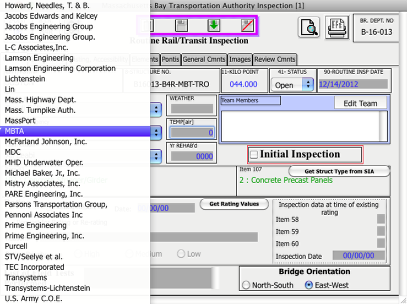 Howard, Needles, T. & B.
Jacobs Edwards and Kelcey
Jacobs Engineering Group
Jacobs Engineering Group.
L-C Associates,Inc.
Lamson Engineering
Lamson Engineering Corporation
Lichtenstein
Lin
Mass. Highway Dept.
Mass. Turnpike Auth.
MassPort
MBTA
McFarland Johnson, Inc.
MDC
MHD Underwater Oper.
Michael Baker, Jr., Inc.
Mistry Associates, Inc.
PARE Engineering, Inc.
Parsons Transportation Group,
Pennoni Associates Inc
Prime Engineering
Prime Engineering, Inc.
Purcell
STV/Seelye et al.
TEC Incorporated
Transystems
Transystems-Lichtenstein
U.S. Army C.O.E.
Bay Transportation Authority Inspection [1]
BR. DEPT. NO
B-16-013
Rail/Transit Inspection
Pontis General Cmnts Images Review Cmnts
11-KILO POINT
41- STATUS
90-ROUTINE INSP DATE
13-B4R-MBT-TRO
044.000
Open
12/14/2012
WEATHER
Team Members
Edit Team
TEMP(air)
0
Yr REHAB'd
0000
Initial Inspection
Item 107
Get Struct Type from SIA
2 : Concrete Precast Panels
00/00
Get Rating Values
Inspection data at time of existing
rating
Item 58
Item 59
Item 60
Low
Inspection Date
00/00/00
Bridge Orientation
North-South
East-West